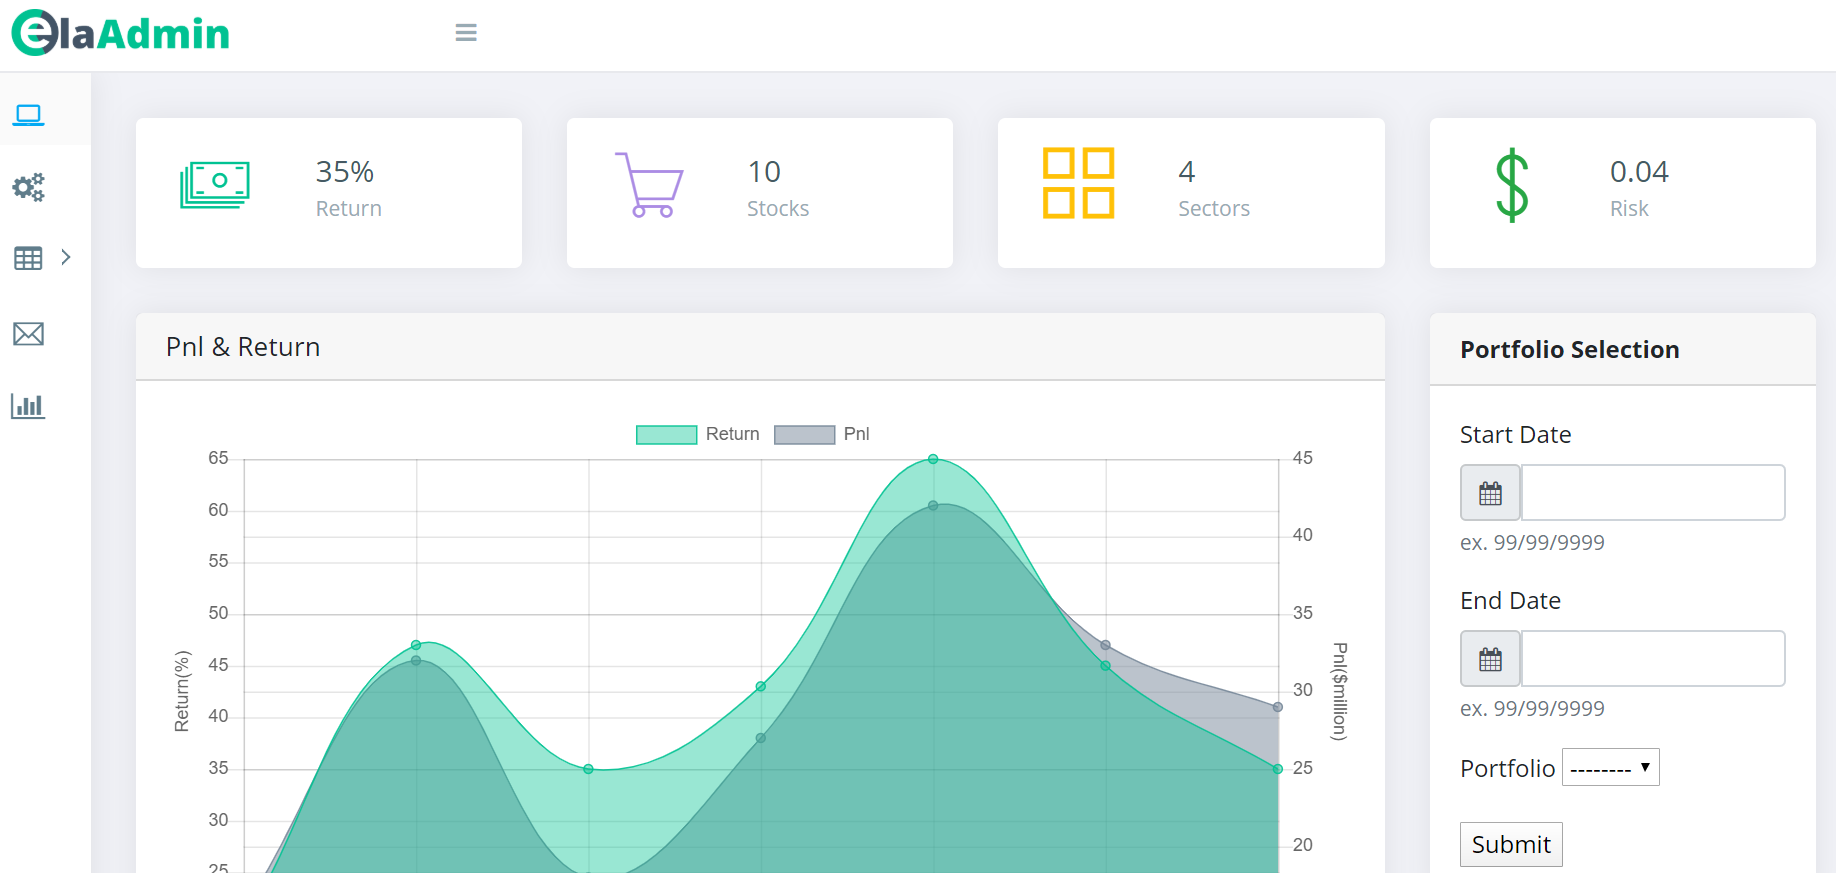 elaAdmin
35%
Return
10
Stocks
4
Sectors
0.04
Risk
Pnl & Return
Return
Pnl
65
60
55
50
45
40
35
30
25
Return(%)
45
40
35
30
25
20
Pnl($million)
Portfolio Selection
Start Date
ex. 99/99/9999
End Date
ex. 99/99/9999
Portfolio --------
Submit